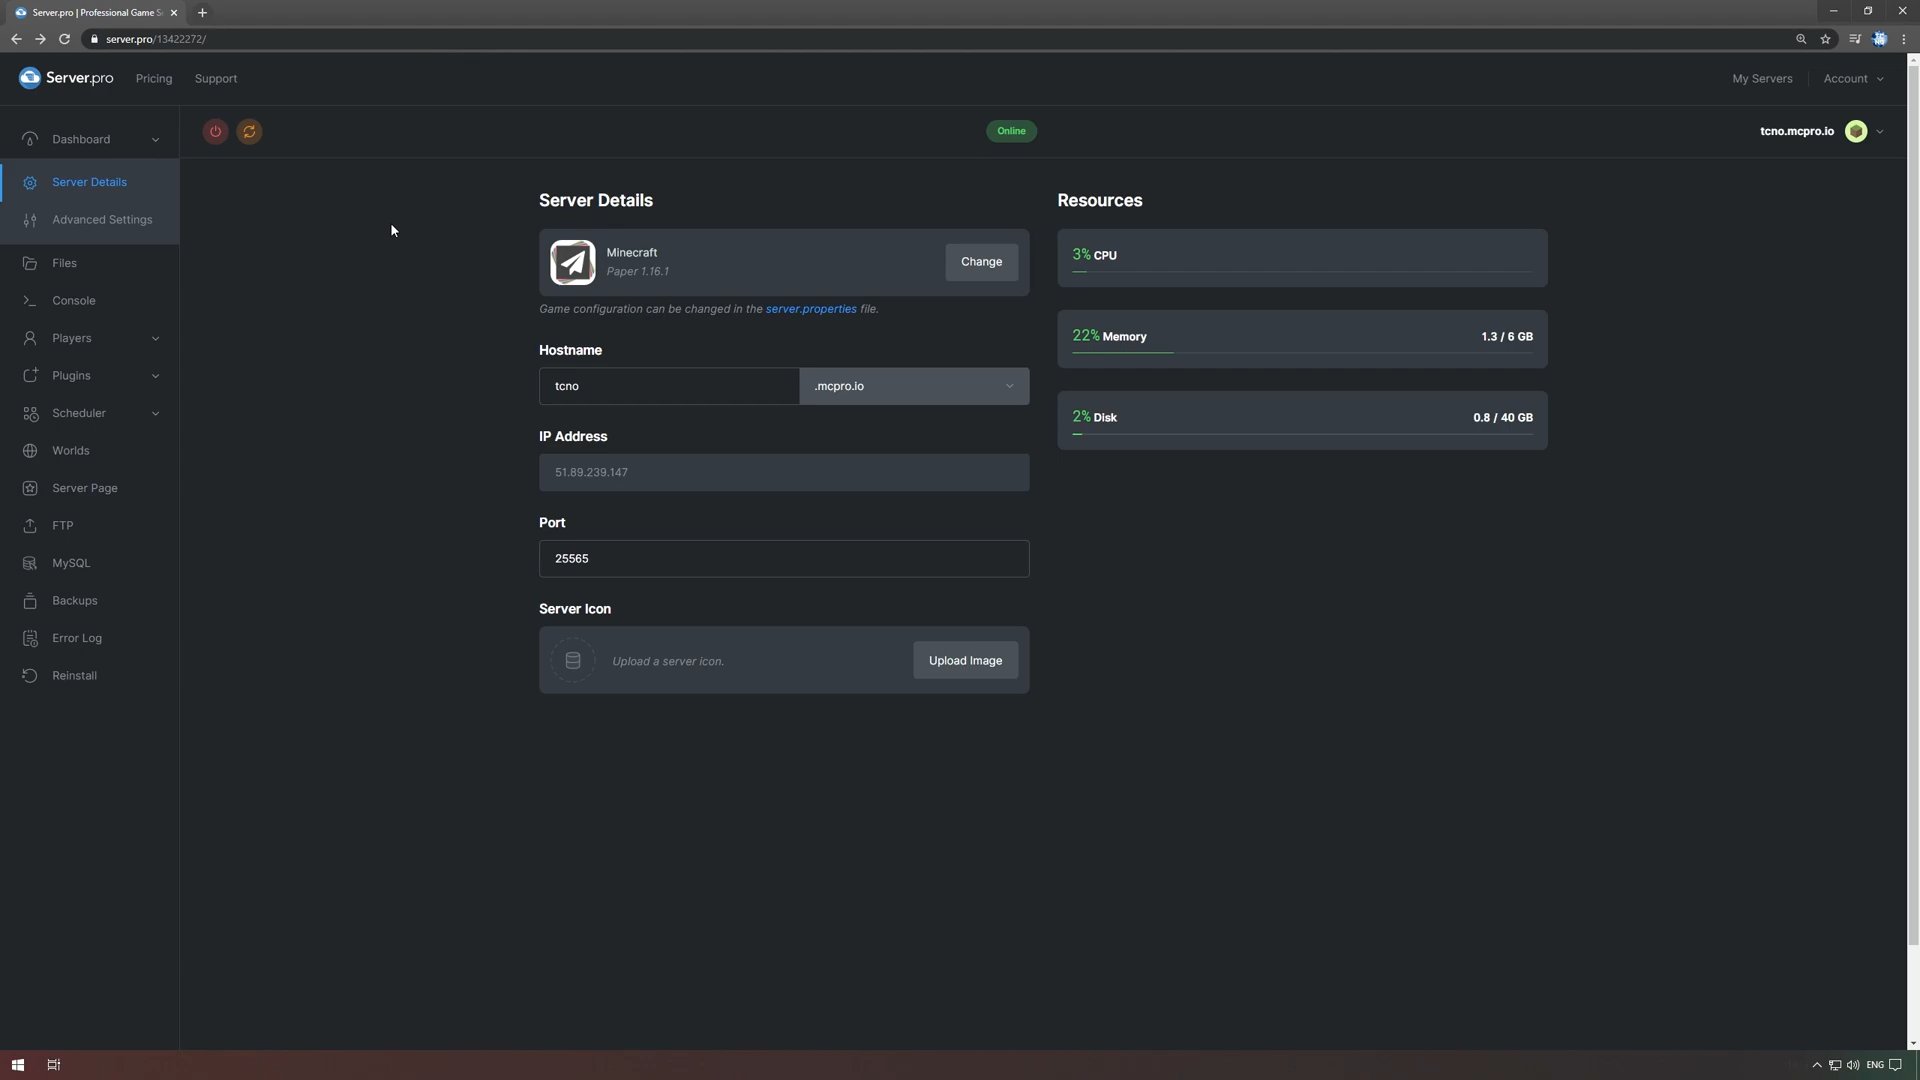 Server.pro | Professional Game S
server.pro/13422272/
Server.pro
Pricing
Support
My Servers
Account
Dashboard
Online
tcno.mcpro.io
Server Details
Advanced Settings
Files
Console
Players
Plugins
Scheduler
Worlds
Server Page
FTP
MySQL
Backups
Error Log
Reinstall
Server Details
Minecraft
Paper 1.16.1
Change
Game configuration can be changed in the server.properties file.
Hostname
tcno
.mcpro.io
IP Address
51.89.239.147
Port
25565
Server Icon
Upload a server icon.
Upload Image
Resources
3% CPU
22% Memory
1.3 / 6 GB
2% Disk
0.8 / 40 GB
ENG